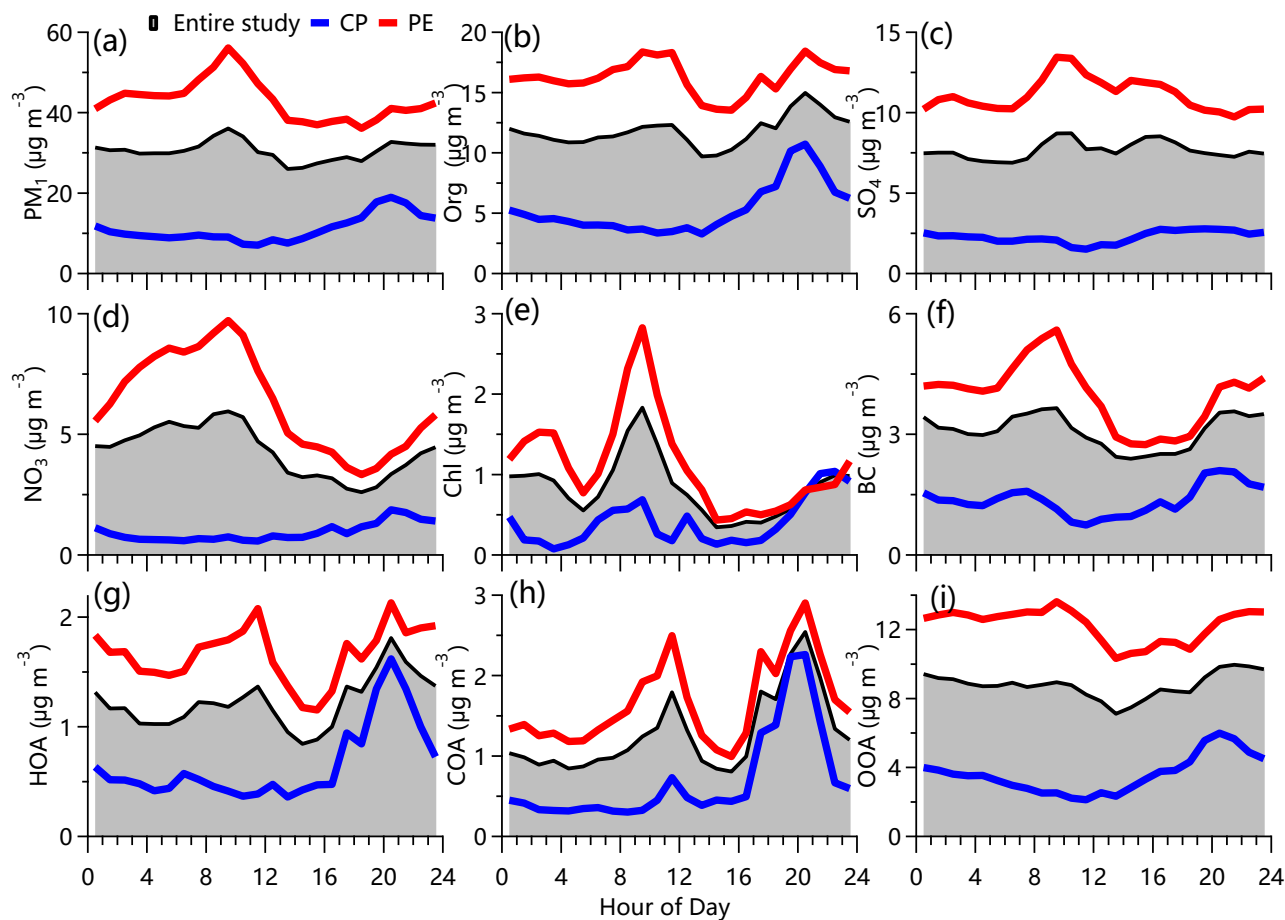 Entire study CP PE
(a) (b) (c)
PM₁ (µg m⁻³) Org (µg m⁻³) SO₄ (µg m⁻³)
60 20 15
40 15 10
20 10 5
0 5 0
0
(d) (e) (f)
NO₃ (µg m⁻³) Chl (µg m⁻³) BC (µg m⁻³)
10 3 6
5 2 3
0 1 0
0
(g) (h) (i)
HOA (µg m⁻³) COA (µg m⁻³) OOA (µg m⁻³)
2 3 12
1 2 8
0 1 4
0 0
0 4 8 12 16 20 24 0 4 8 12 16 20 24 0 4 8 12 16 20 24
Hour of Day